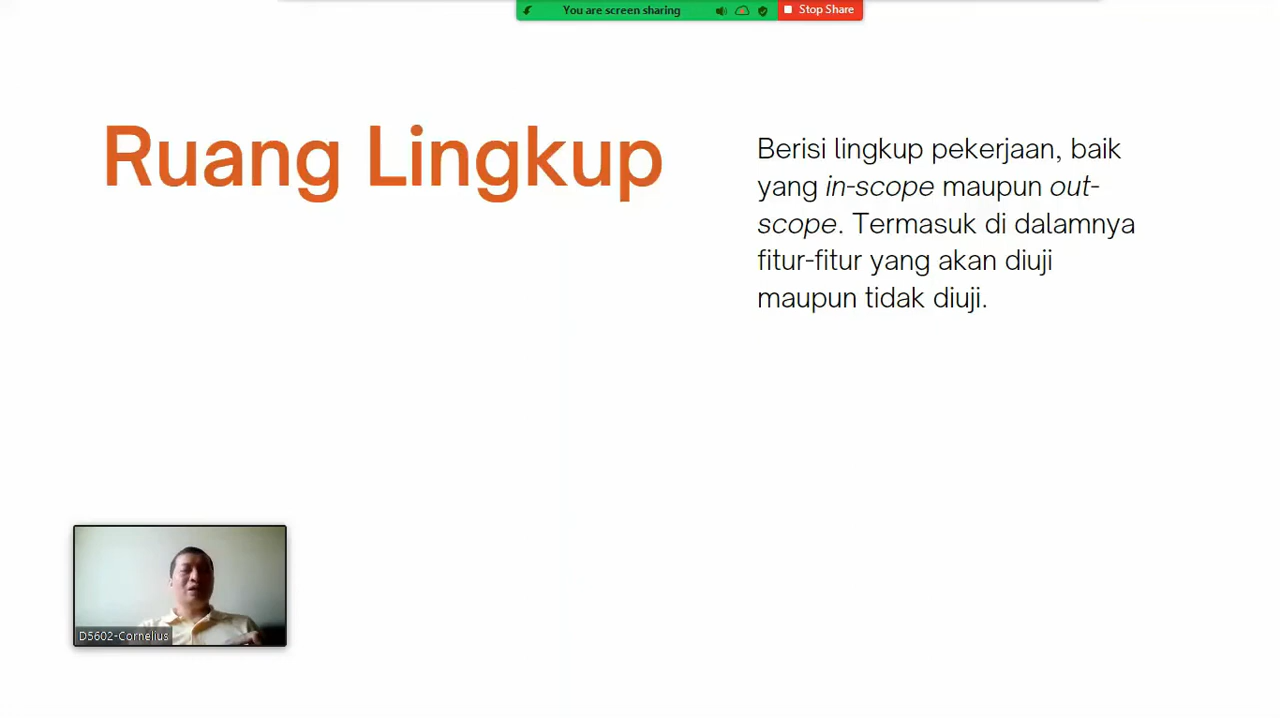 You are screen sharing
Stop Share
Ruang Lingkup
Berisi lingkup pekerjaan, baik
yang in-scope maupun out-
scope. Termasuk di dalamnya
fitur-fitur yang akan diuji
maupun tidak diuji.
D5602-Cornelius